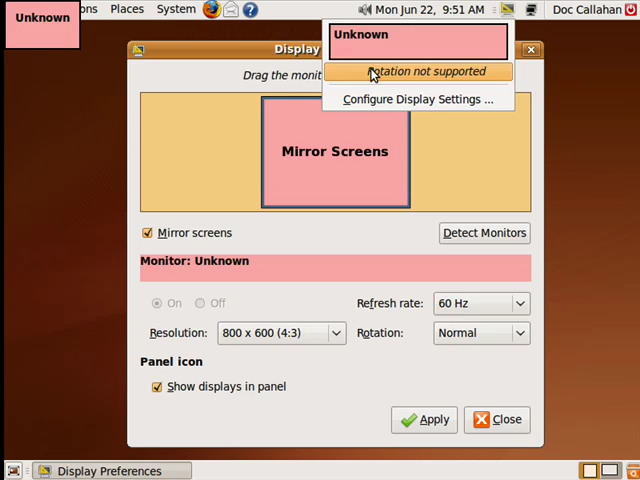 Unknown
ons Places System Mon Jun 22, 9:51 AM Doc Callahan
Unknown
Rotation not supported
Configure Display Settings ...
Display
Drag the monit
Mirror Screens
Mirror screens Detect Monitors
Monitor: Unknown
On Off Refresh rate: 60 Hz
Resolution: 800 x 600 (4:3) Rotation: Normal
Panel icon
Show displays in panel
Apply Close
Display Preferences